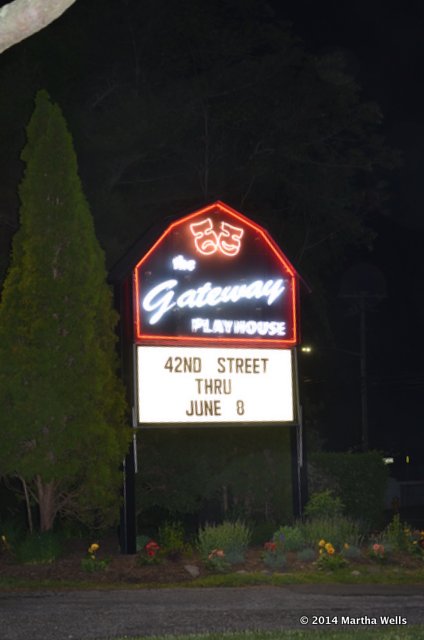 the
Gateway
PLAYHOUSE
42ND STREET
THRU
JUNE 8
© 2014 Martha Wells